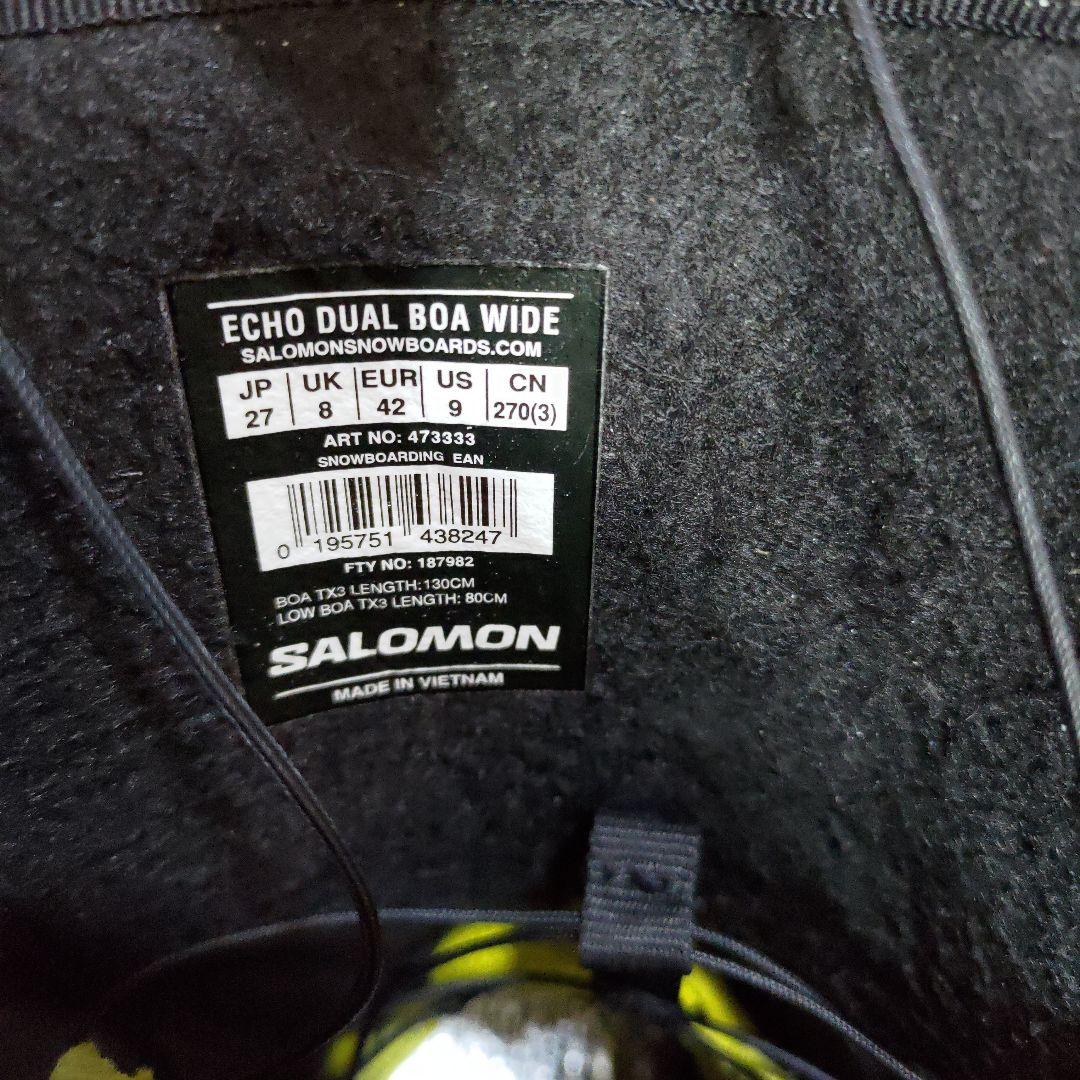 ECHO DUAL BOA WIDE
SALOMONSNOWBOARDS.COM
JP UK EUR US CN
27 8 42 9 270(3)
ART NO: 473333
SNOWBOARDING EAN
0 195751 438247
FTY NO: 187982
BOA TX3 LENGTH: 130CM
LOW BOA TX3 LENGTH: 80CM
SALOMON
MADE IN VIETNAM